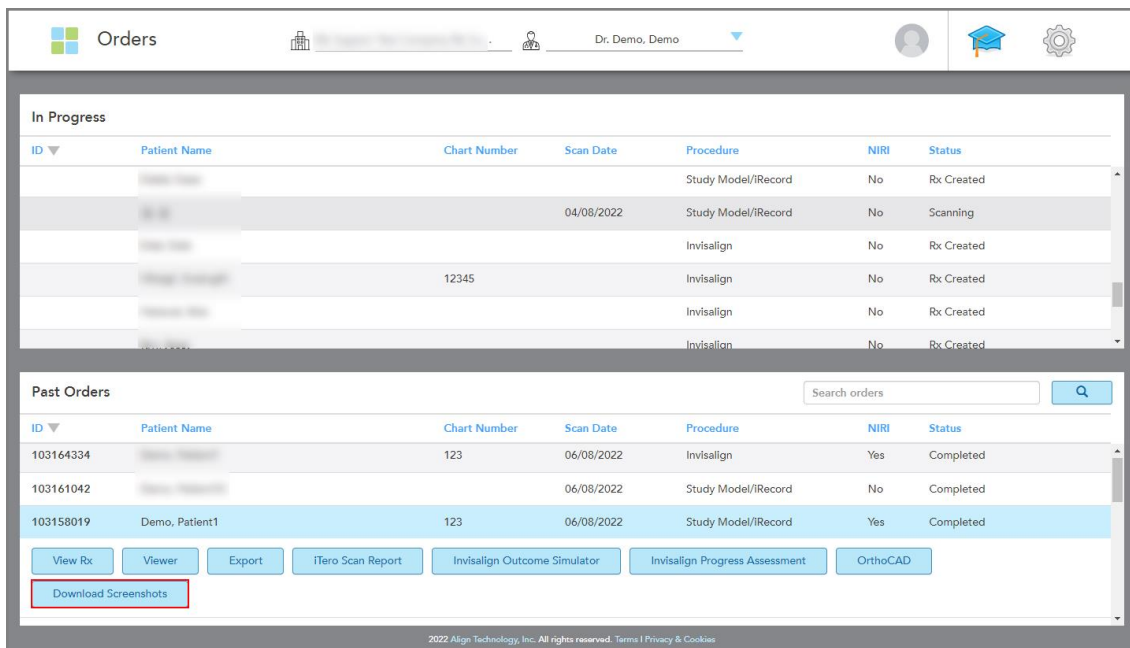 Orders
Dr. Demo, Demo
In Progress
ID Patient Name Chart Number Scan Date Procedure NIRI Status
Study Model/iRecord No Rx Created
04/08/2022 Study Model/iRecord No Scanning
Invisalign No Rx Created
12345 Invisalign No Rx Created
Invisalign No Rx Created
Invisalign No Rx Created
Past Orders Search orders
ID Patient Name Chart Number Scan Date Procedure NIRI Status
103164334 123 06/08/2022 Invisalign Yes Completed
103161042 06/08/2022 Study Model/iRecord No Completed
103158019 Demo, Patient1 123 06/08/2022 Study Model/iRecord Yes Completed
View Rx Viewer Export iTero Scan Report Invisalign Outcome Simulator Invisalign Progress Assessment OrthoCAD
Download Screenshots
2022 Align Technology, Inc. All rights reserved. Terms | Privacy & Cookies